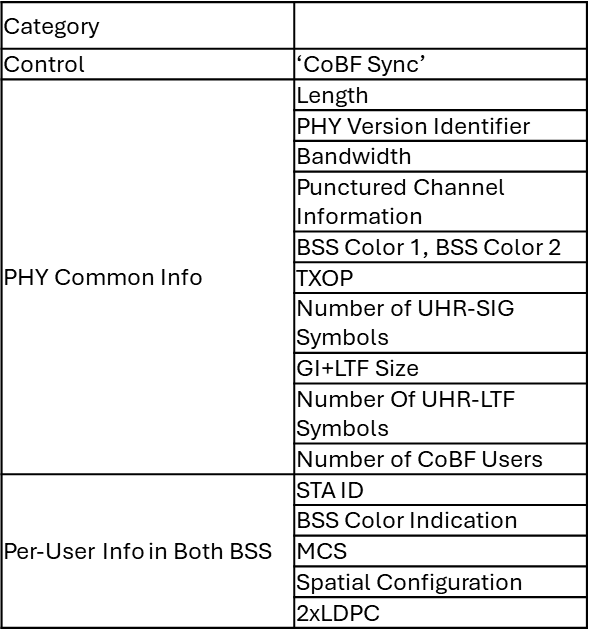 Category
Control
‘CoBF Sync’
PHY Common Info
Length
PHY Version Identifier
Bandwidth
Punctured Channel
Information
BSS Color 1, BSS Color 2
TXOP
Number of UHR-SIG
Symbols
GI+LTF Size
Number Of UHR-LTF
Symbols
Number of CoBF Users
Per-User Info in Both BSS
STA ID
BSS Color Indication
MCS
Spatial Configuration
2xLDPC